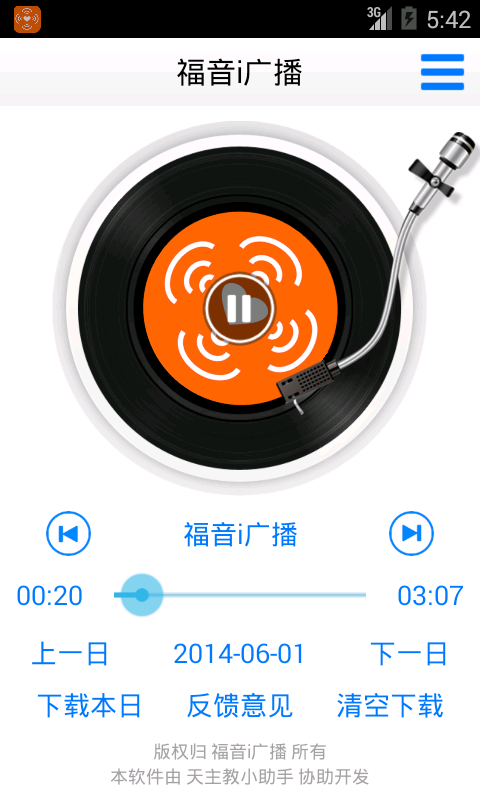 3G 5:42
福音i广播
福音i广播
00:20 03:07
上一日 2014-06-01 下一日
下载本日 反馈意见 清空下载
版权归 福音i广播 所有
本软件由 天主教小助手 协助开发